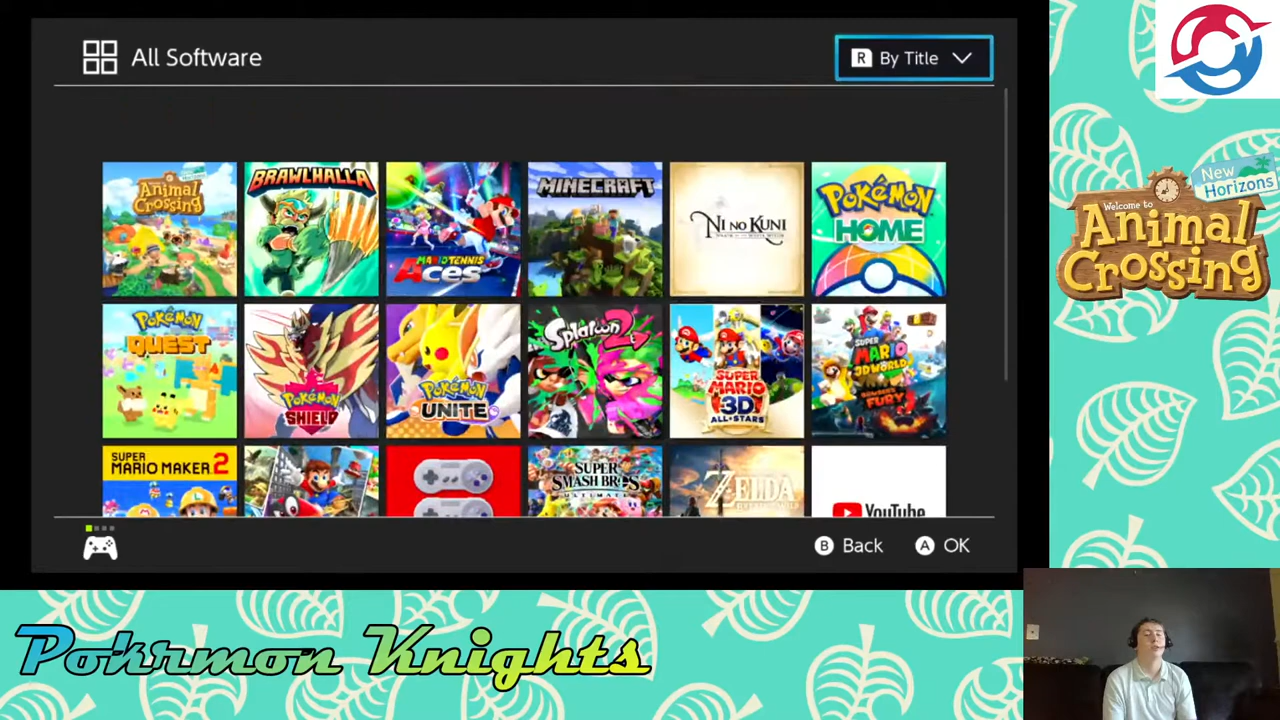 All Software
R By Title
Animal
Crossing
BRAWLHALLA
MARIO TENNIS
ACES
MINECRAFT
NI NO KUNI
POKÉMON
HOME
POKÉMON
QUEST
POKÉMON
SHIELD
POKÉMON
UNITE
Splatoon 2
SUPER
MARIO
3D
ALL-STARS
SUPER
MARIO
3D WORLD
BOWSER'S
FURY
SUPER
MARIO MAKER 2
SUPER
SMASH BROS.
ULTIMATE
ZELDA
YouTube
B Back
A OK
New
Horizons
Welcome to
Animal
Crossing
Pokrmon Knights